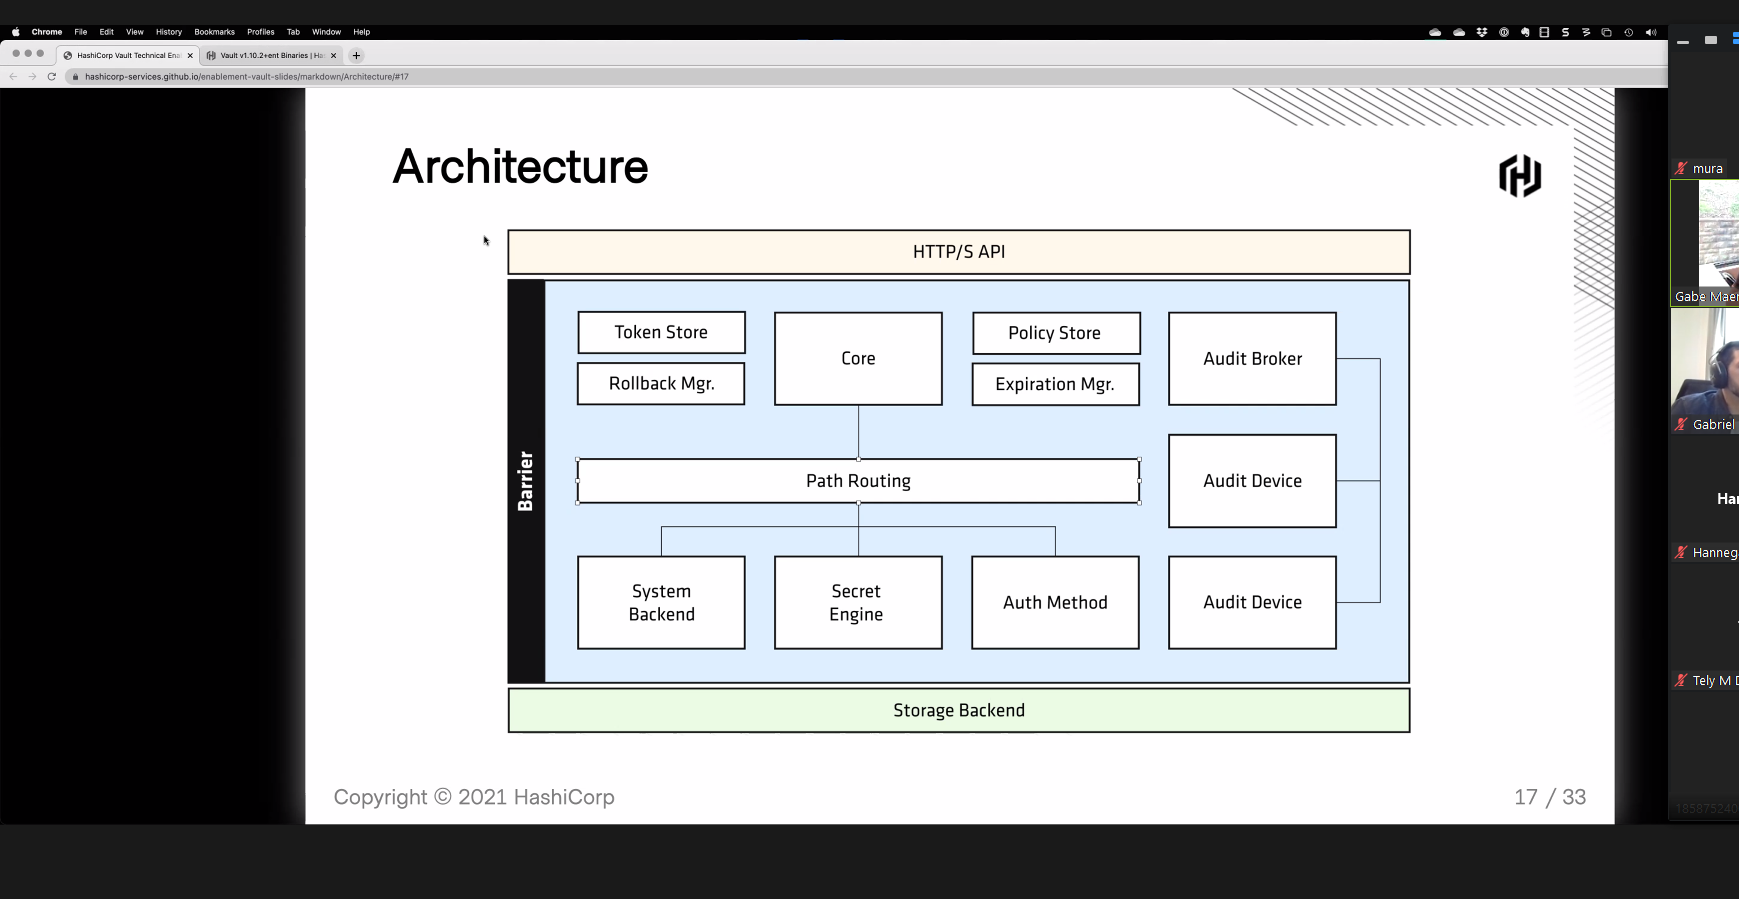 Chrome File Edit View History Bookmarks Profiles Tab Window Help
HashiCorp Vault Technical Ena
Vault v1.10.2+ent Binaries | Ha
hashicorp-services.github.io/enablement-vault-slides/markdown/Architecture/#17
Architecture
HTTP/S API
Barrier
Token Store
Rollback Mgr.
Core
Policy Store
Expiration Mgr.
Audit Broker
Path Routing
Audit Device
System
Backend
Secret
Engine
Auth Method
Audit Device
Storage Backend
Copyright © 2021 HashiCorp
17 / 33
mura
Gabe Maen
Gabriel
Har
Hanneg
Tely M D
185875240